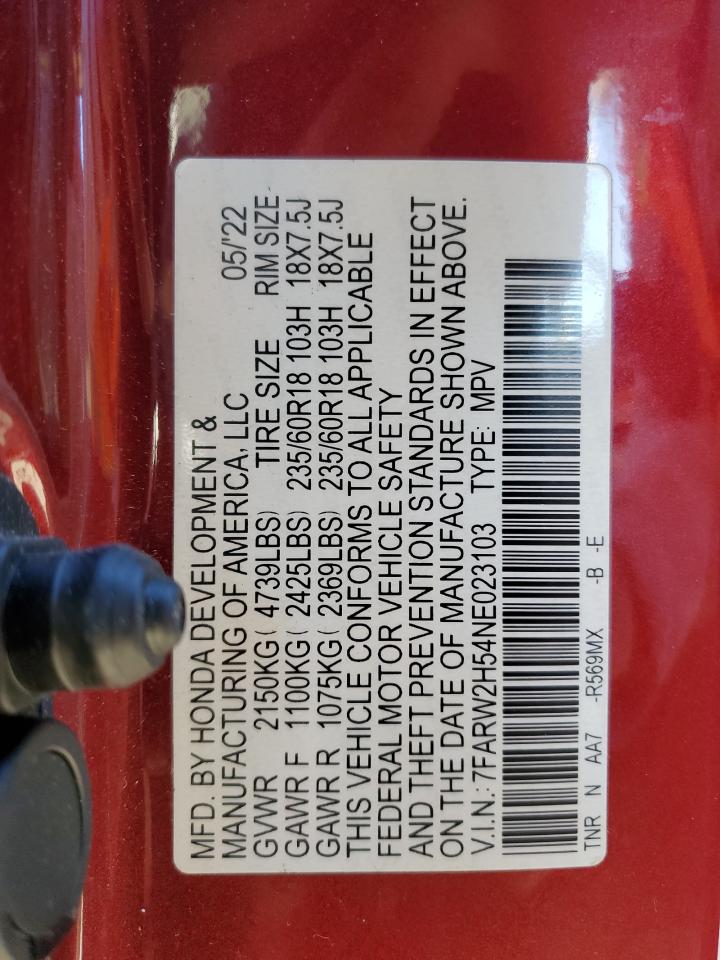 MFD. BY HONDA DEVELOPMENT &
MANUFACTURING OF AMERICA, LLC 05/'22
GVWR 2150KG( 4739LBS) TIRE SIZE RIM SIZE
GAWR F 1100KG( 2425LBS) 235/60R18 103H 18X7.5J
GAWR R 1075KG( 2369LBS) 235/60R18 103H 18X7.5J
THIS VEHICLE CONFORMS TO ALL APPLICABLE
FEDERAL MOTOR VEHICLE SAFETY
AND THEFT PREVENTION STANDARDS IN EFFECT
ON THE DATE OF MANUFACTURE SHOWN ABOVE.
V.I.N.: 7FARW2H54NE023103 TYPE: MPV
TNR N AA7 -R569MX -B -E